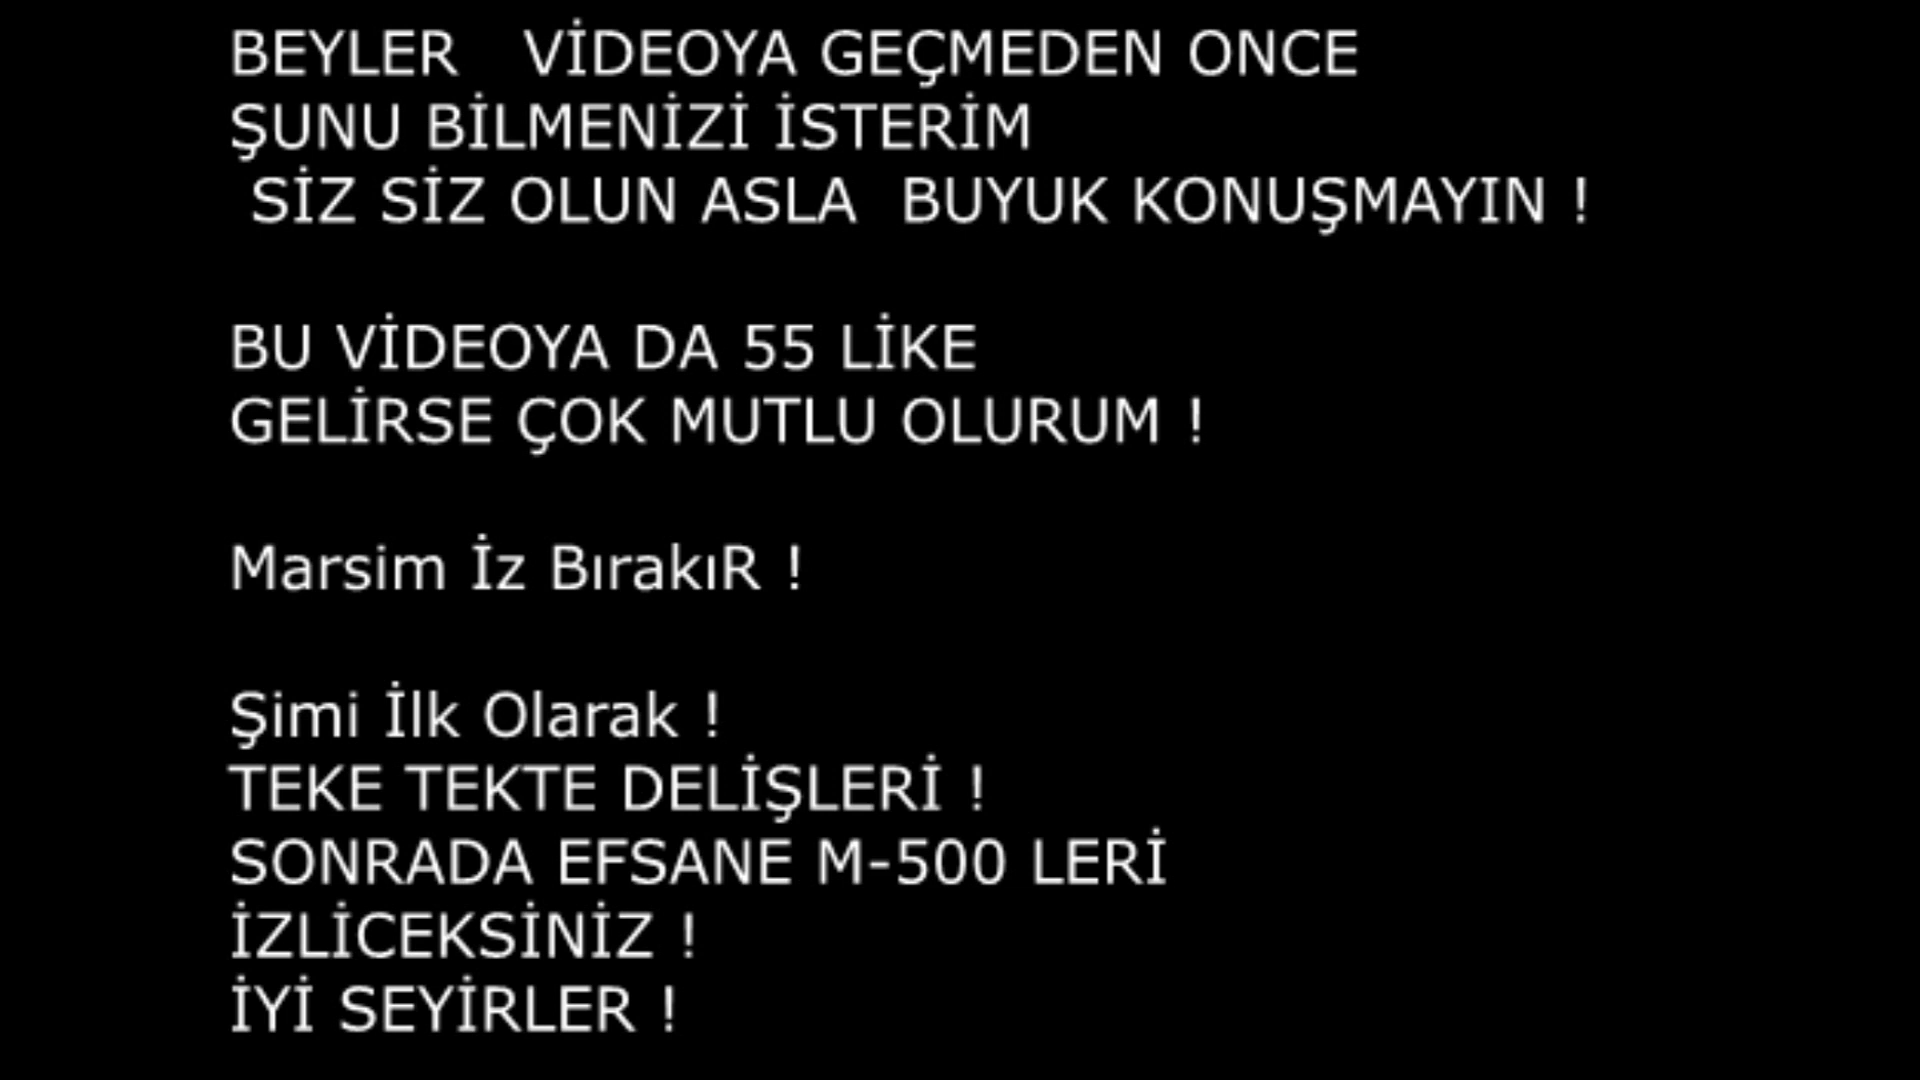 BEYLER   VİDEOYA GEÇMEDEN ONCE
ŞUNU BİLMENİZİ İSTERİM
SİZ SİZ OLUN ASLA  BUYUK KONUŞMAYIN !
BU VİDEOYA DA 55 LİKE
GELİRSE ÇOK MUTLU OLURUM !
Marsim İz BırakıR !
Şimi İlk Olarak !
TEKE TEKTE DELİŞLERİ !
SONRADA EFSANE M-500 LERİ
İZLİCEKSİNİZ !
İYİ SEYİRLER !